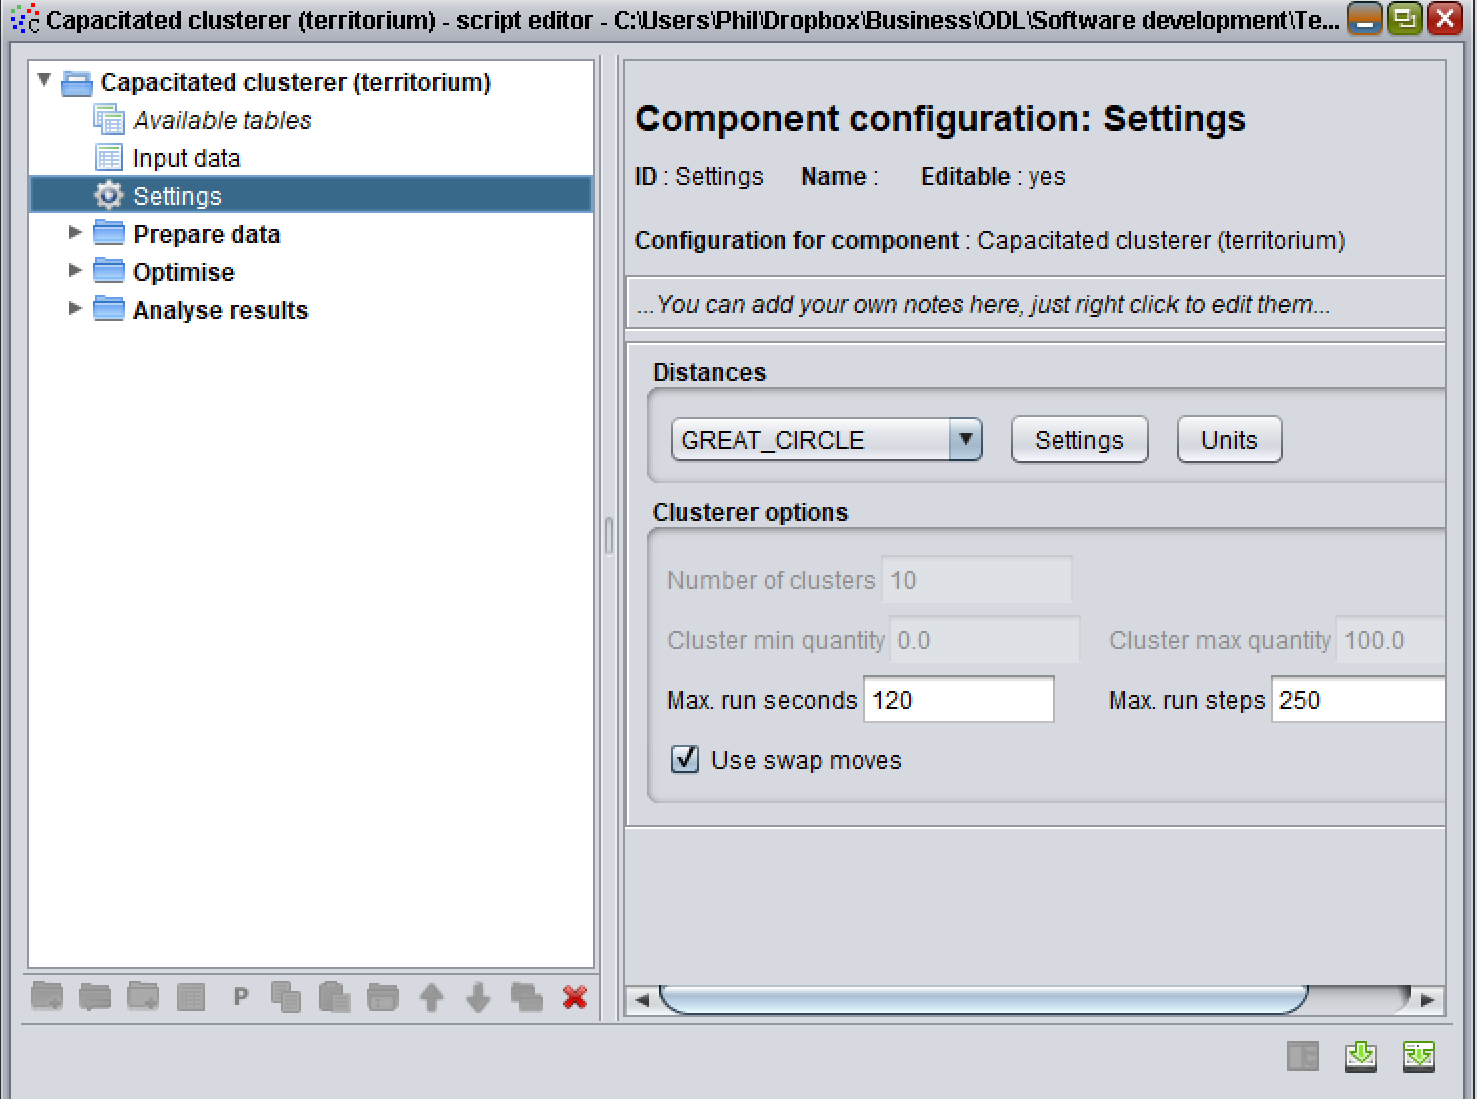 Capacitated clusterer (territorium) - script editor - C:\Users\Phil\Dropbox\Business\ODL\Software development\Te...
Capacitated clusterer (territorium)
Available tables
Input data
Settings
Prepare data
Optimise
Analyse results
P
Component configuration: Settings
ID : Settings Name : Editable : yes
Configuration for component : Capacitated clusterer (territorium)
...You can add your own notes here, just right click to edit them...
Distances
GREAT_CIRCLE Settings Units
Clusterer options
Number of clusters 10
Cluster min quantity 0.0 Cluster max quantity 100.0
Max. run seconds 120 Max. run steps 250
Use swap moves